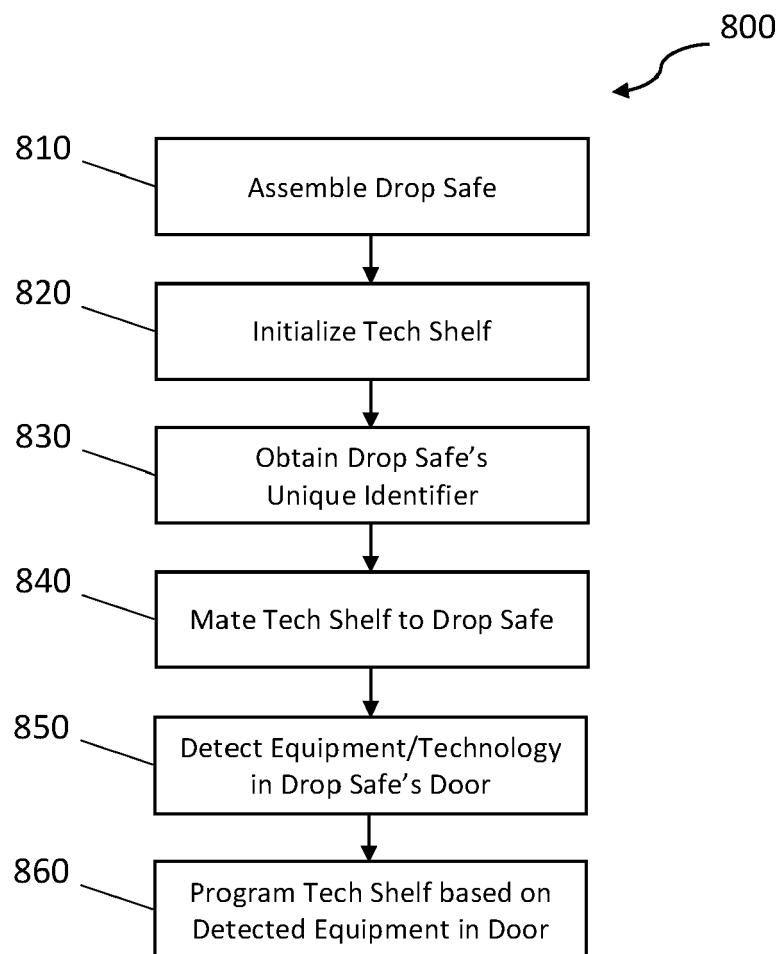 800
810
Assemble Drop Safe
820
Initialize Tech Shelf
830
Obtain Drop Safe’s
Unique Identifier
840
Mate Tech Shelf to Drop Safe
850
Detect Equipment/Technology
in Drop Safe’s Door
860
Program Tech Shelf based on
Detected Equipment in Door